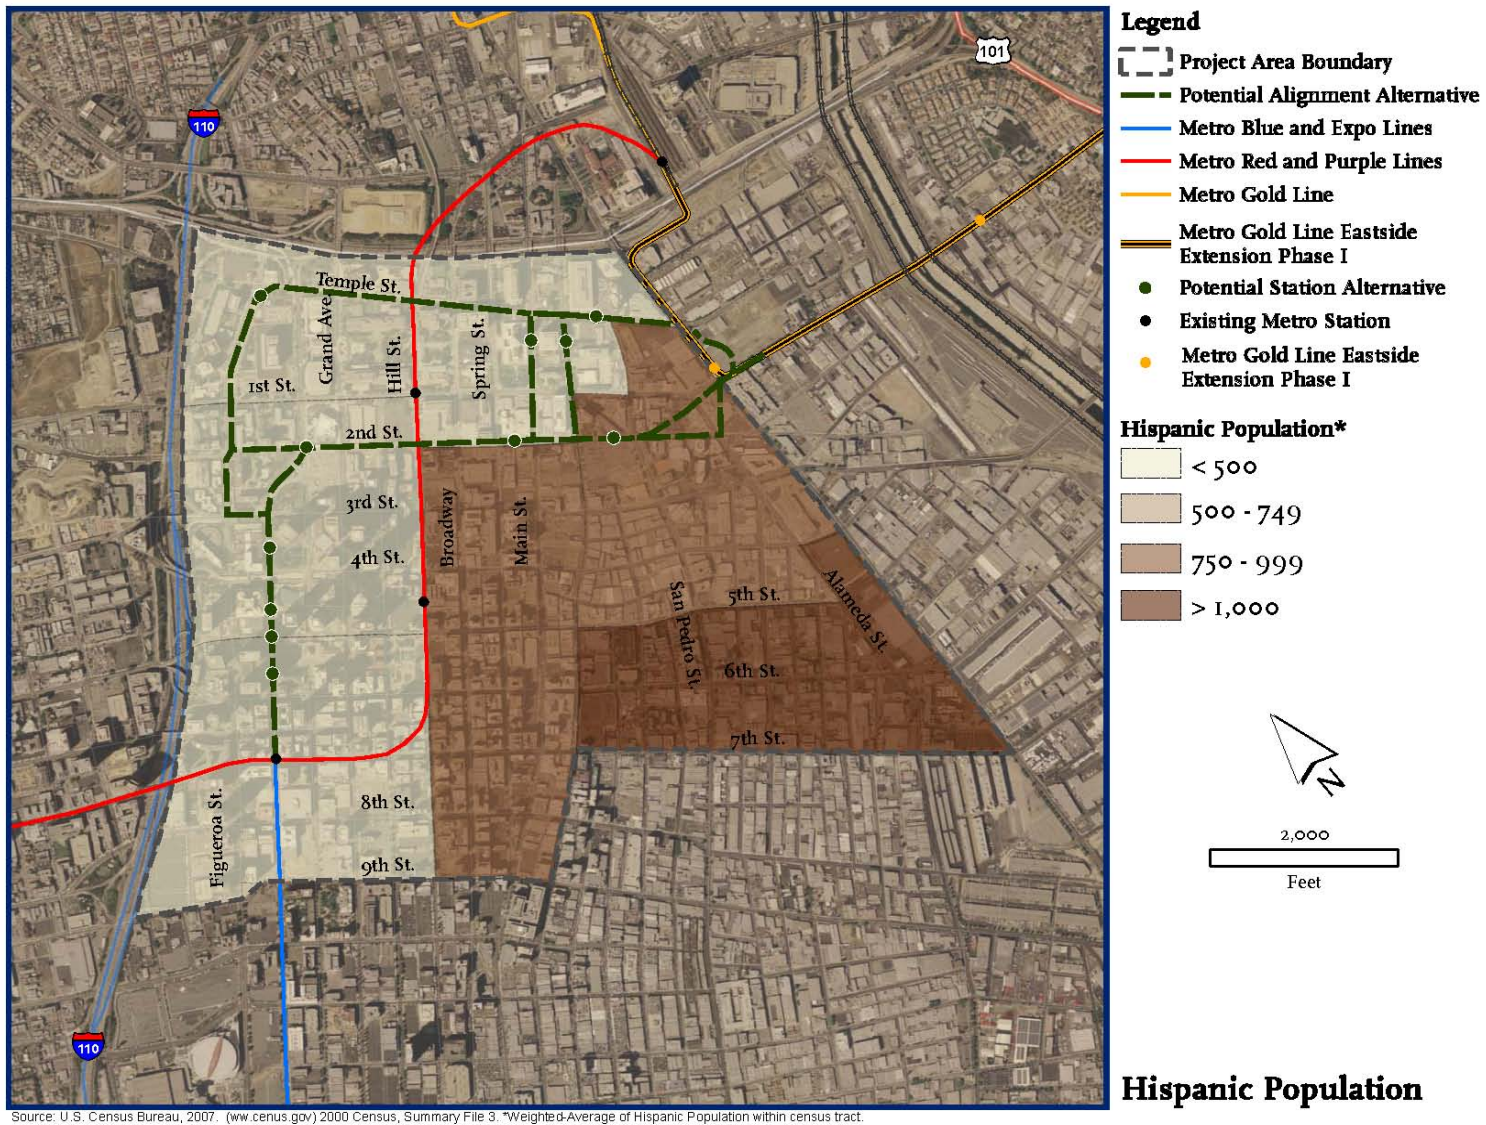 101
110
Temple St.
Grand Ave
Hill St.
Spring St.
1st St.
2nd St.
3rd St.
4th St.
Broadway
Main St.
San Pedro St.
5th St.
Alameda St.
6th St.
7th St.
8th St.
9th St.
Figueroa St.
110
Legend
Project Area Boundary
Potential Alignment Alternative
Metro Blue and Expo Lines
Metro Red and Purple Lines
Metro Gold Line
Metro Gold Line Eastside
Extension Phase I
Potential Station Alternative
Existing Metro Station
Metro Gold Line Eastside
Extension Phase I
Hispanic Population*
< 500
500 - 749
750 - 999
> 1,000
N
2,000
Feet
Hispanic Population
Source: U.S. Census Bureau, 2007. (ww.cenus.gov) 2000 Census, Summary File 3. *Weighted-Average of Hispanic Population within census tract.